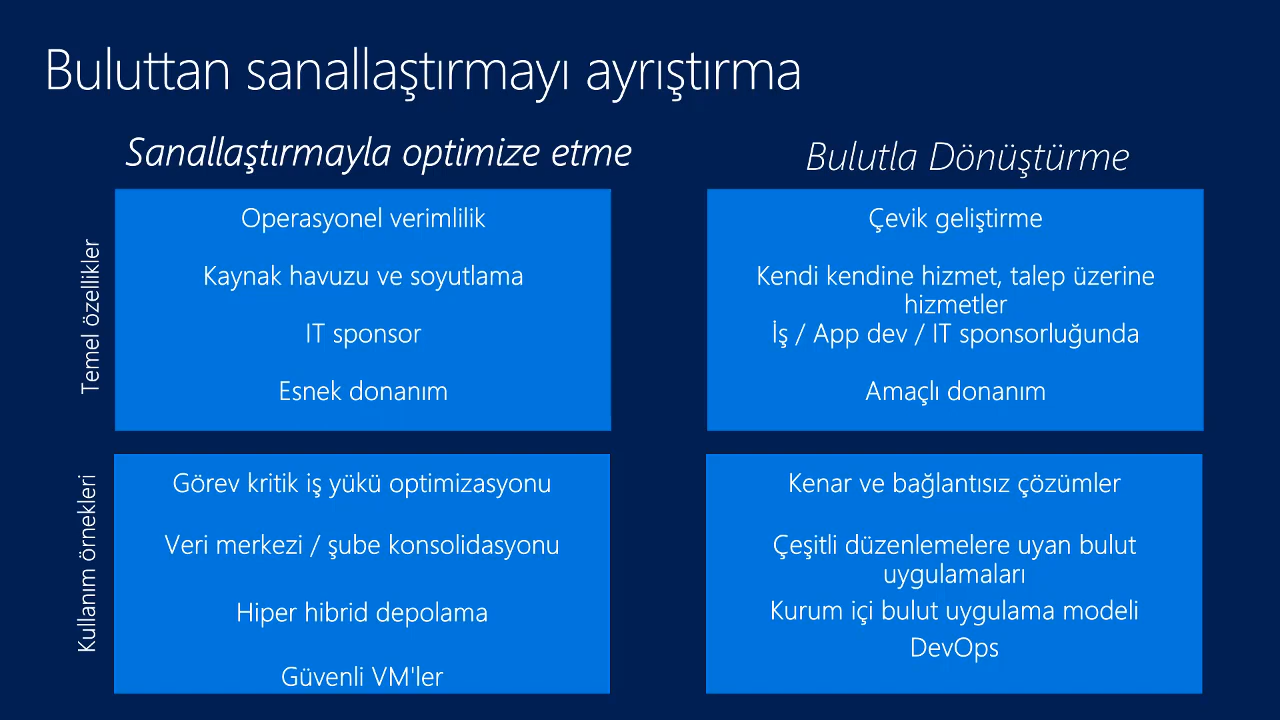 Buluttan sanallaştırmayı ayrıştırma
Sanallaştırmayla optimize etme
Bulutla Dönüştürme
Temel özellikler
Operasyonel verimlilik
Kaynak havuzu ve soyutlama
IT sponsor
Esnek donanım
Çevik geliştirme
Kendi kendine hizmet, talep üzerine
hizmetler
İş / App dev / IT sponsorluğunda
Amaçlı donanım
Kullanım örnekleri
Görev kritik iş yükü optimizasyonu
Veri merkezi / şube konsolidasyonu
Hiper hibrid depolama
Güvenli VM'ler
Kenar ve bağlantısız çözümler
Çeşitli düzenlemelere uyan bulut
uygulamaları
Kurum içi bulut uygulama modeli
DevOps